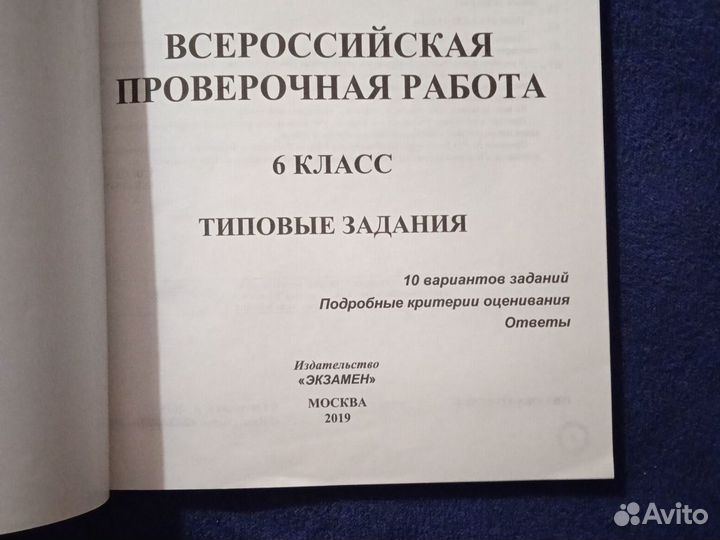 ВСЕРОССИЙСКАЯ
ПРОВЕРОЧНАЯ РАБОТА
6 КЛАСС
ТИПОВЫЕ ЗАДАНИЯ
10 вариантов заданий
Подробные критерии оценивания
Ответы
Издательство
«ЭКЗАМЕН»
МОСКВА
2019
Avito